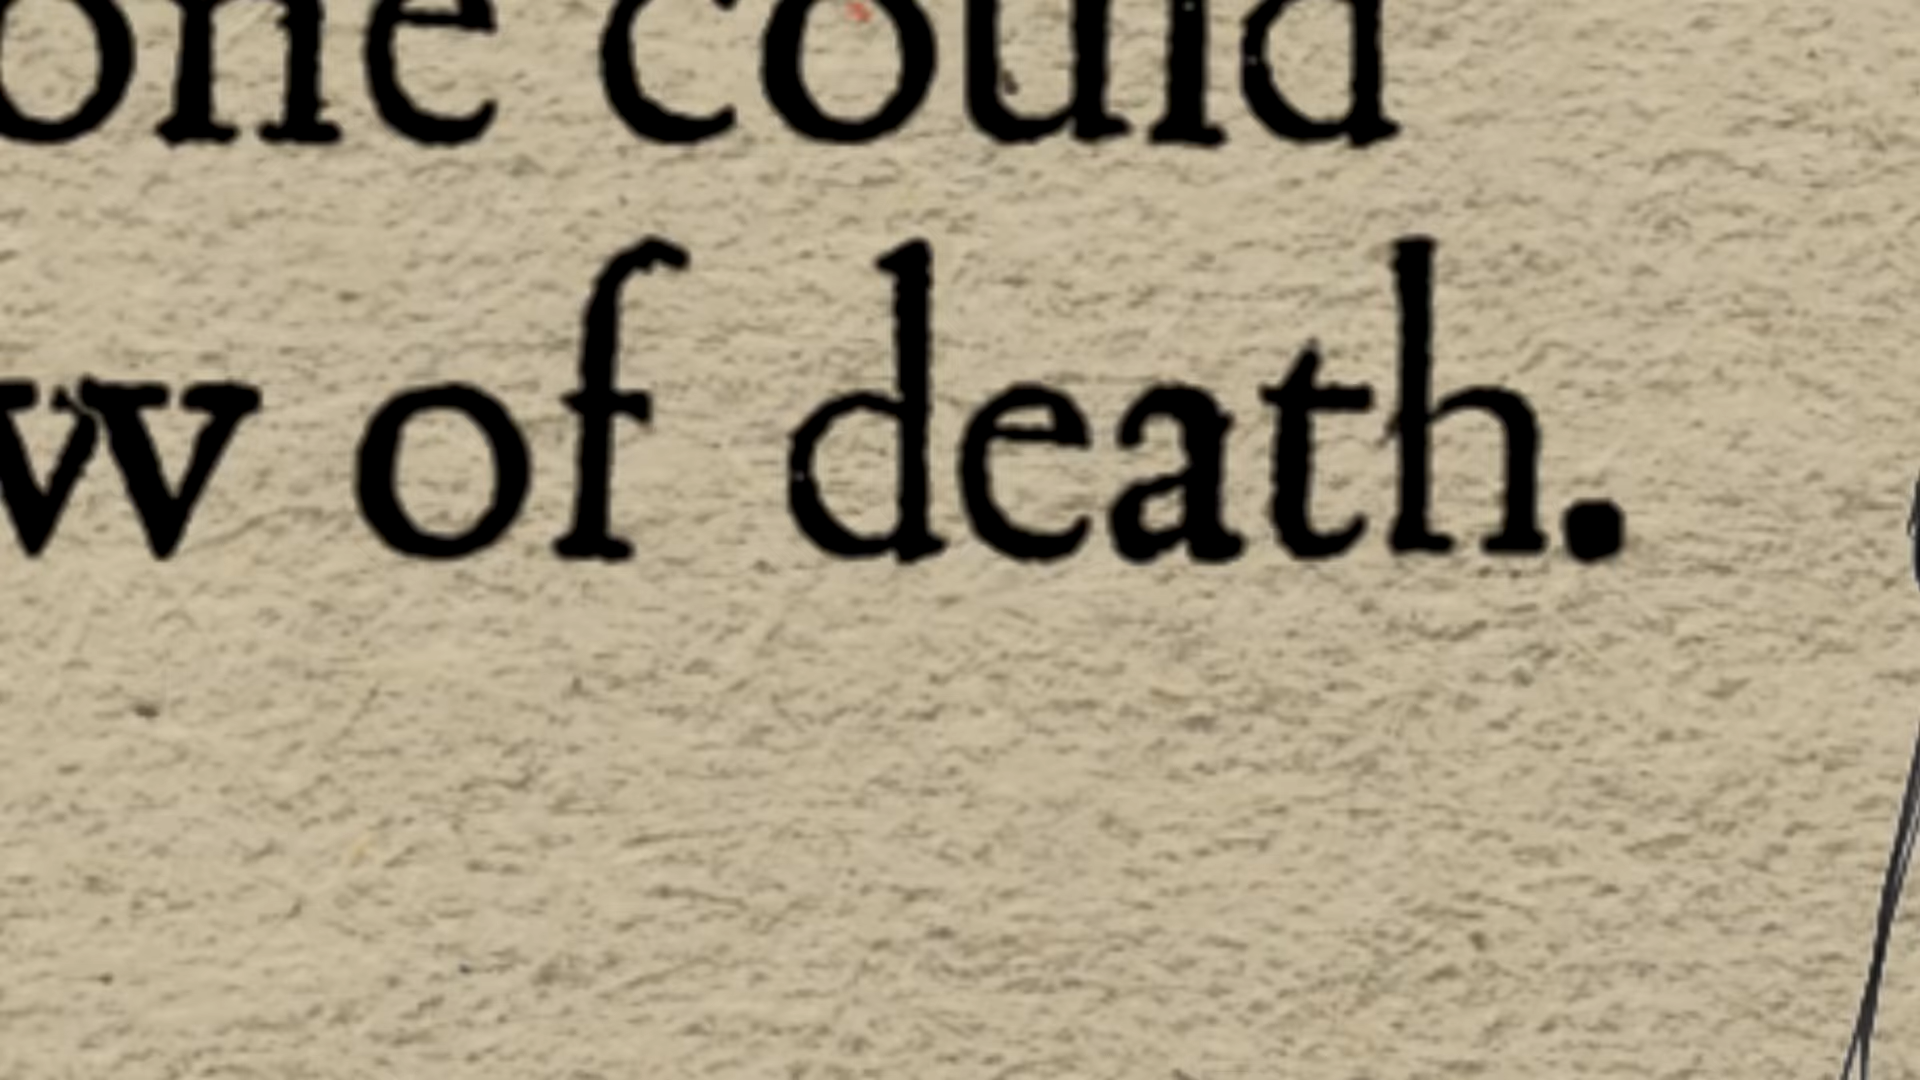 one could
w of death.